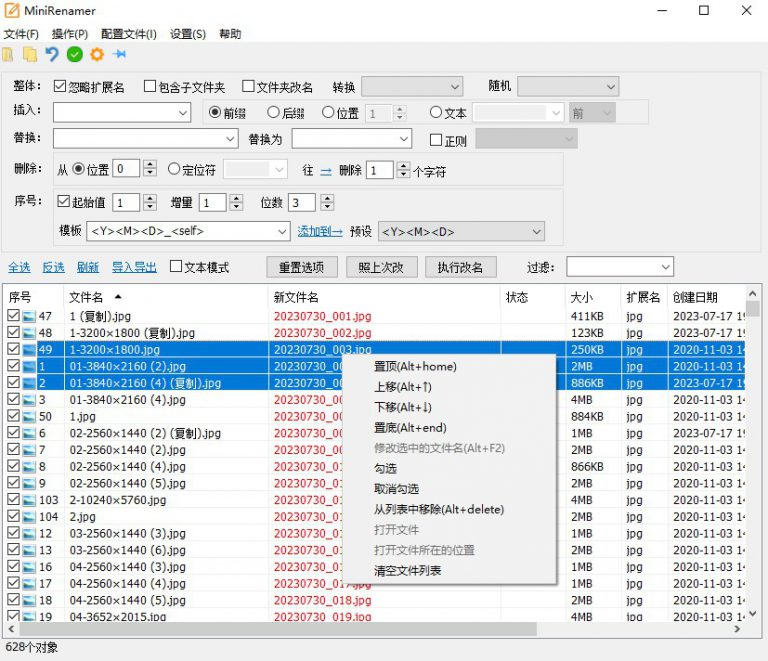 MiniRenamer
文件(F) 操作(P) 配置文件(I) 设置(S) 帮助
整体: 忽略扩展名 包含子文件夹 文件夹改名 转换 随机
插入: 前缀 后缀 位置 1 文本 前
替换: 替换为 正则
删除: 从 位置 0 定位符 往 → 删除 1 个字符
序号: 起始值 1 增量 1 位数 3
模板 <Y><M><D>_<self> 添加到→ 预设 <Y><M><D>
全选 反选 刷新 导入导出 文本模式 重置选项 照上次改 执行改名 过滤:
序号 文件名 新文件名 状态 大小 扩展名 创建日期
47 1 (复制).jpg 20230730_001.jpg 411KB jpg 2023-07-17 1
48 1-3200×1800 (复制).jpg 20230730_002.jpg 123KB jpg 2023-07-17 1
49 1-3200×1800.jpg 20230730_003.jpg 250KB jpg 2020-11-03 1
1 01-3840×2160 (2).jpg 20230730_00 置顶(Alt+home) 2MB jpg 2020-11-03 1
2 01-3840×2160 (4) (复制).jpg 20230730_00 上移(Alt+↑) 886KB jpg 2023-07-17 1
3 01-3840×2160 (4).jpg 20230730_00 下移(Alt+↓) 4MB jpg 2020-11-03 1
50 1.jpg 20230730_00 置底(Alt+end) 884KB jpg 2020-11-03 1
6 02-2560×1440 (2) (复制).jpg 20230730_00 修改选中的文件名(Alt+F2) 1MB jpg 2023-07-17 1
7 02-2560×1440 (2).jpg 20230730_00 2MB jpg 2020-11-03 1
8 02-2560×1440 (4).jpg 20230730_01 勾选 866KB jpg 2020-11-03 1
9 02-2560×1440 (5).jpg 20230730_01 取消勾选 2MB jpg 2020-11-03 1
103 2-10240×5760.jpg 20230730_01 从列表中移除(Alt+delete) 4MB jpg 2020-11-03 1
104 2.jpg 20230730_01 2MB jpg 2020-11-03 1
12 03-2560×1440 (3).jpg 20230730_01 打开文件 1MB jpg 2020-11-03 1
13 03-2560×1440 (6).jpg 20230730_01 打开文件所在的位置 2MB jpg 2020-11-03 1
16 04-2560×1440 (3).jpg 20230730_01 清空文件列表 1MB jpg 2020-11-03 1
17 04-2560×1440 (4).jpg 20230730_017.jpg 1MB jpg 2020-11-03 1
18 04-2560×1440 (5).jpg 20230730_018.jpg 2MB jpg 2020-11-03 1
19 04-3652×2015.jpg 20230730_019.jpg 4MB jpg 2020-11-03 1
628个对象